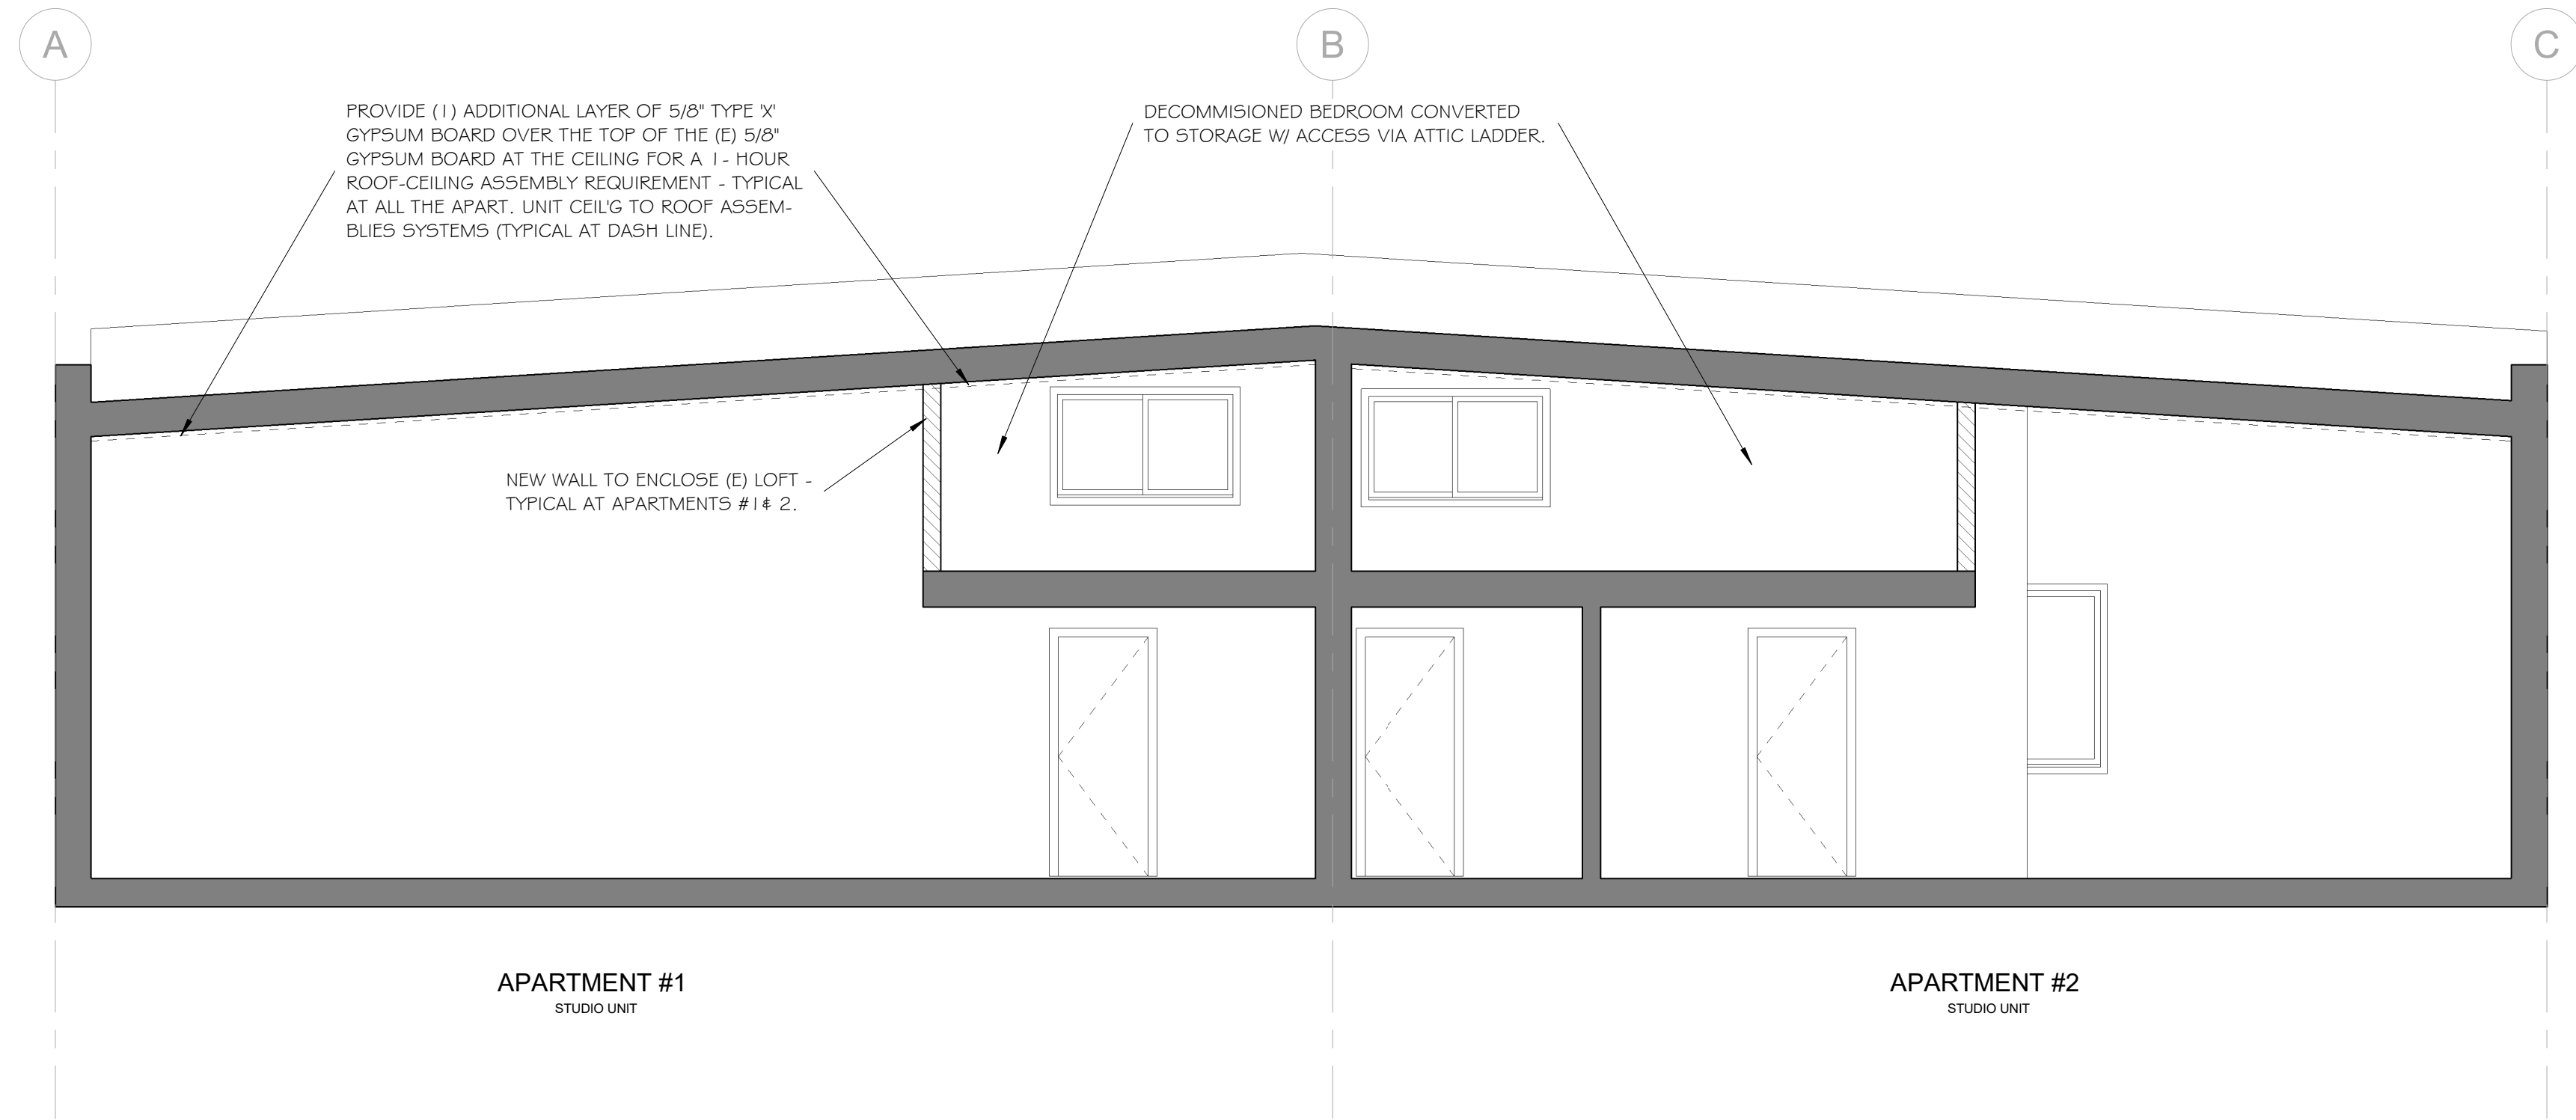 A
B
C
PROVIDE (1) ADDITIONAL LAYER OF 5/8" TYPE 'X'
GYPSUM BOARD OVER THE TOP OF THE (E) 5/8"
GYPSUM BOARD AT THE CEILING FOR A 1- HOUR
ROOF-CEILING ASSEMBLY REQUIREMENT - TYPICAL
AT ALL THE APART. UNIT CEIL'G TO ROOF ASSEM-
BLIES SYSTEMS (TYPICAL AT DASH LINE).
DECOMMISIONED BEDROOM CONVERTED
TO STORAGE W/ ACCESS VIA ATTIC LADDER.
NEW WALL TO ENCLOSE (E) LOFT -
TYPICAL AT APARTMENTS #1& 2.
APARTMENT #1
STUDIO UNIT
APARTMENT #2
STUDIO UNIT